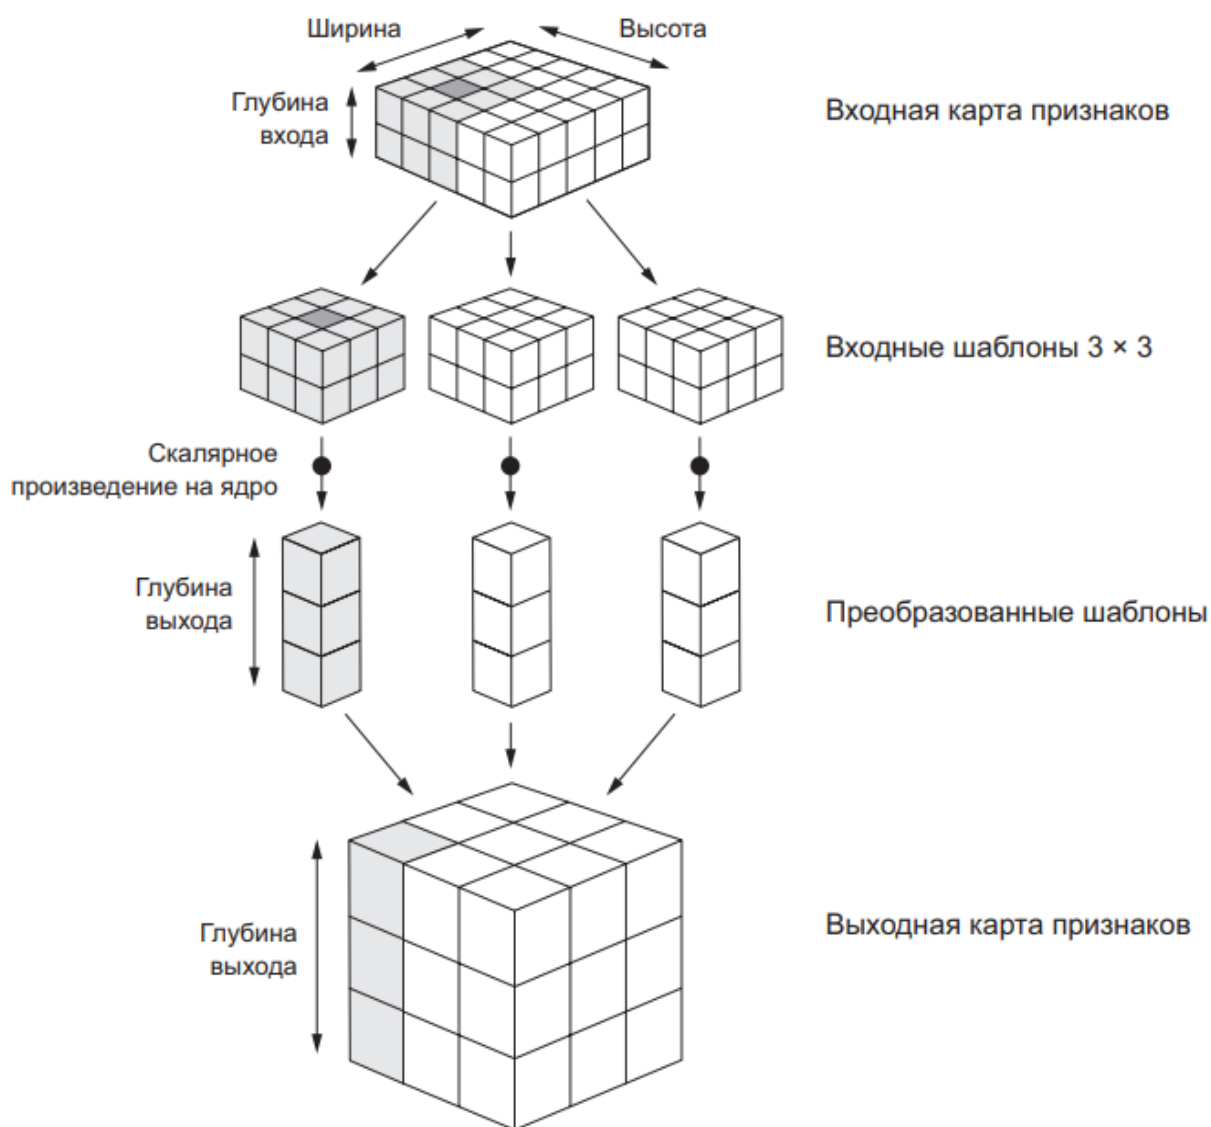 Ширина
Высота
Глубина
входа
Входная карта признаков
Входные шаблоны 3 × 3
Скалярное
произведение на ядро
Глубина
выхода
Преобразованные шаблоны
Глубина
выхода
Выходная карта признаков